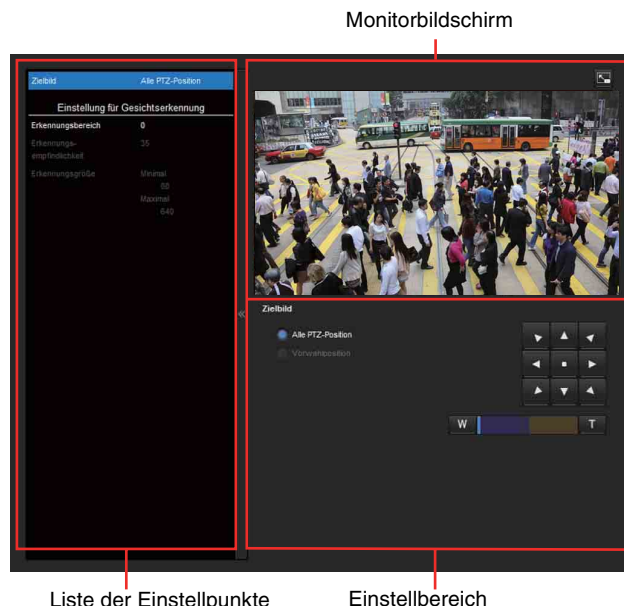 Monitorbildschirm
Zielbild Alle PTZ-Position
Einstellung für Gesichtserkennung
Erkennungsbereich 0
Erkennungs-
empfindlichkeit 35
Erkennungsgröße Minimal
60
Maximal
640
«
Zielbild
Alle PTZ-Position
Vorwahlposition
W T
Liste der Einstellpunkte Einstellbereich